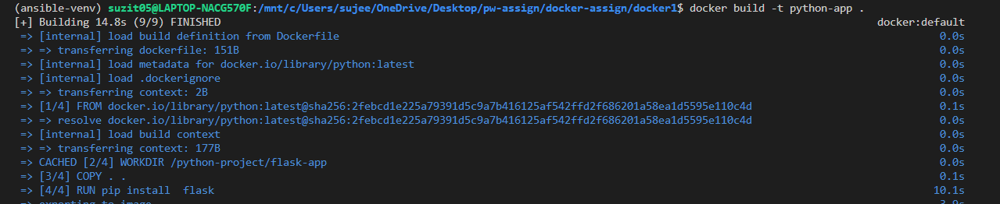 (ansible-venv) suzit05@LAPTOP-NACG570F:/mnt/c/Users/sujee/OneDrive/Desktop/pw-assign/docker-assign/docker1$ docker build -t python-app .
[+] Building 14.8s (9/9) FINISHED docker:default
=> [internal] load build definition from Dockerfile 0.0s
=> => transferring dockerfile: 151B 0.0s
=> [internal] load metadata for docker.io/library/python:latest 0.0s
=> [internal] load .dockerignore 0.0s
=> => transferring context: 2B 0.0s
=> [1/4] FROM docker.io/library/python:latest@sha256:2febcd1e225a79391d5c9a7b416125af542ffd2f686201a58ea1d5595e110c4d 0.1s
=> => resolve docker.io/library/python:latest@sha256:2febcd1e225a79391d5c9a7b416125af542ffd2f686201a58ea1d5595e110c4d 0.0s
=> [internal] load build context 0.0s
=> => transferring context: 177B 0.0s
=> CACHED [2/4] WORKDIR /python-project/flask-app 0.0s
=> [3/4] COPY . . 0.1s
=> [4/4] RUN pip install  flask 10.1s
=> exporting to image 3.9s